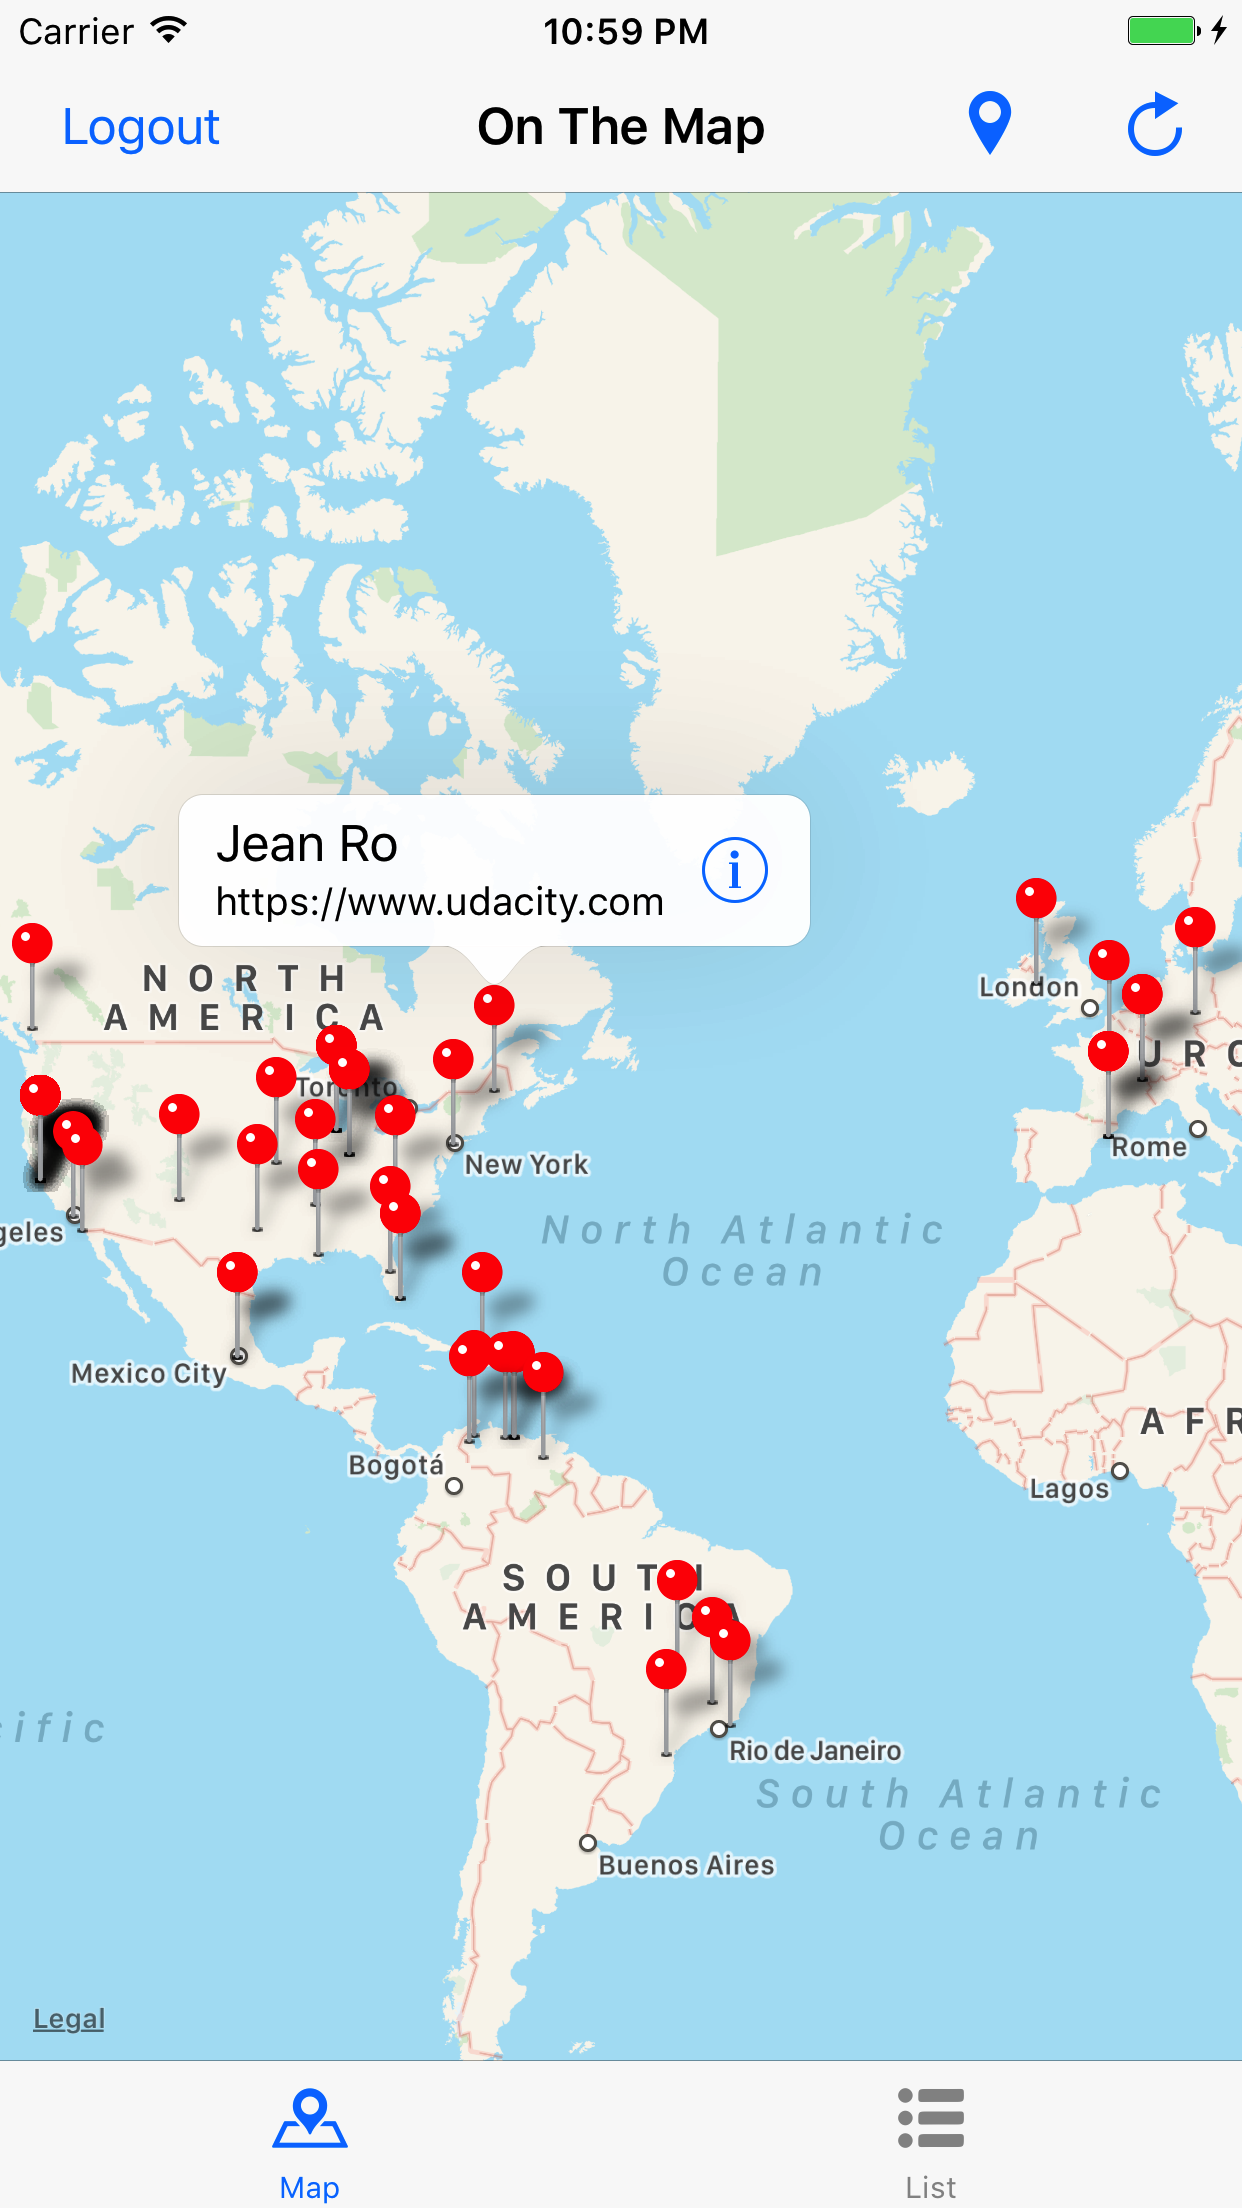 Carrier 10:59 PM
Logout On The Map
Jean Ro
https://www.udacity.com
NORTH
AMERICA
London
Toronto
Rome
New York
geles
North Atlantic
Ocean
Mexico City
AFR
Bogotá
Lagos
SOUTH
AMERICA
cific
Rio de Janeiro
South Atlantic
Ocean
Buenos Aires
Legal
Map List